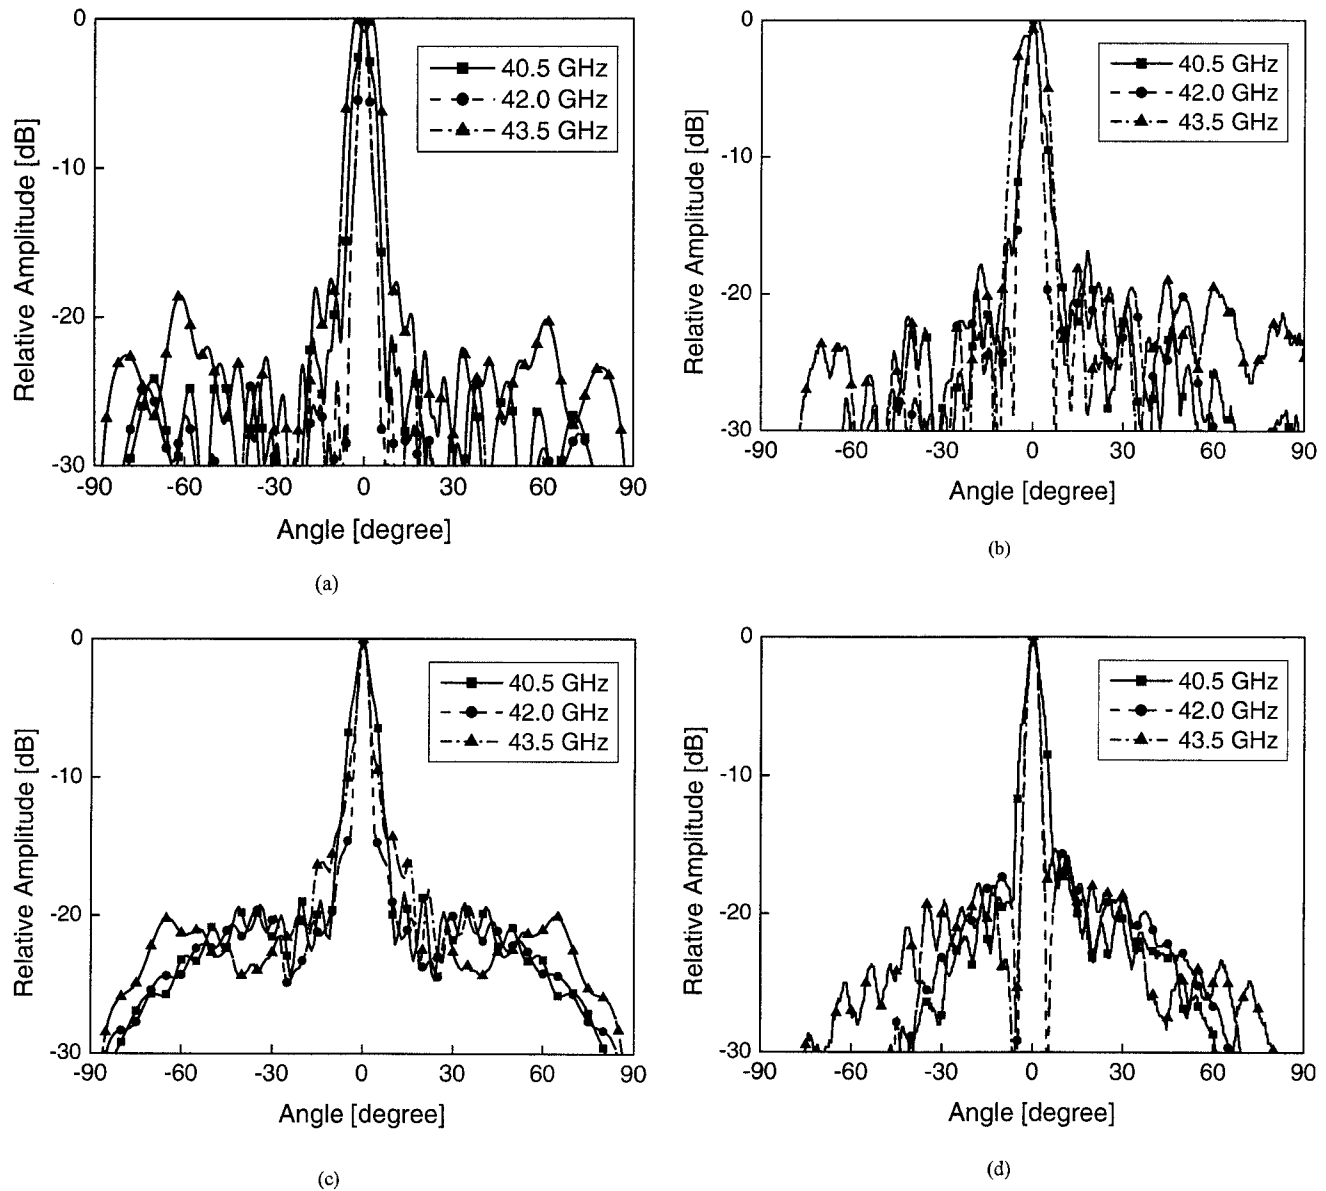 0
-10
-20
-30
Relative Amplitude [dB]
40.5 GHz
42.0 GHz
43.5 GHz
-90 -60 -30 0 30 60 90
Angle [degree]
(a)
0
-10
-20
-30
Relative Amplitude [dB]
40.5 GHz
42.0 GHz
43.5 GHz
-90 -60 -30 0 30 60 90
Angle [degree]
(b)
0
-10
-20
-30
Relative Amplitude [dB]
40.5 GHz
42.0 GHz
43.5 GHz
-90 -60 -30 0 30 60 90
Angle [degree]
(c)
0
-10
-20
-30
Relative Amplitude [dB]
40.5 GHz
42.0 GHz
43.5 GHz
-90 -60 -30 0 30 60 90
Angle [degree]
(d)